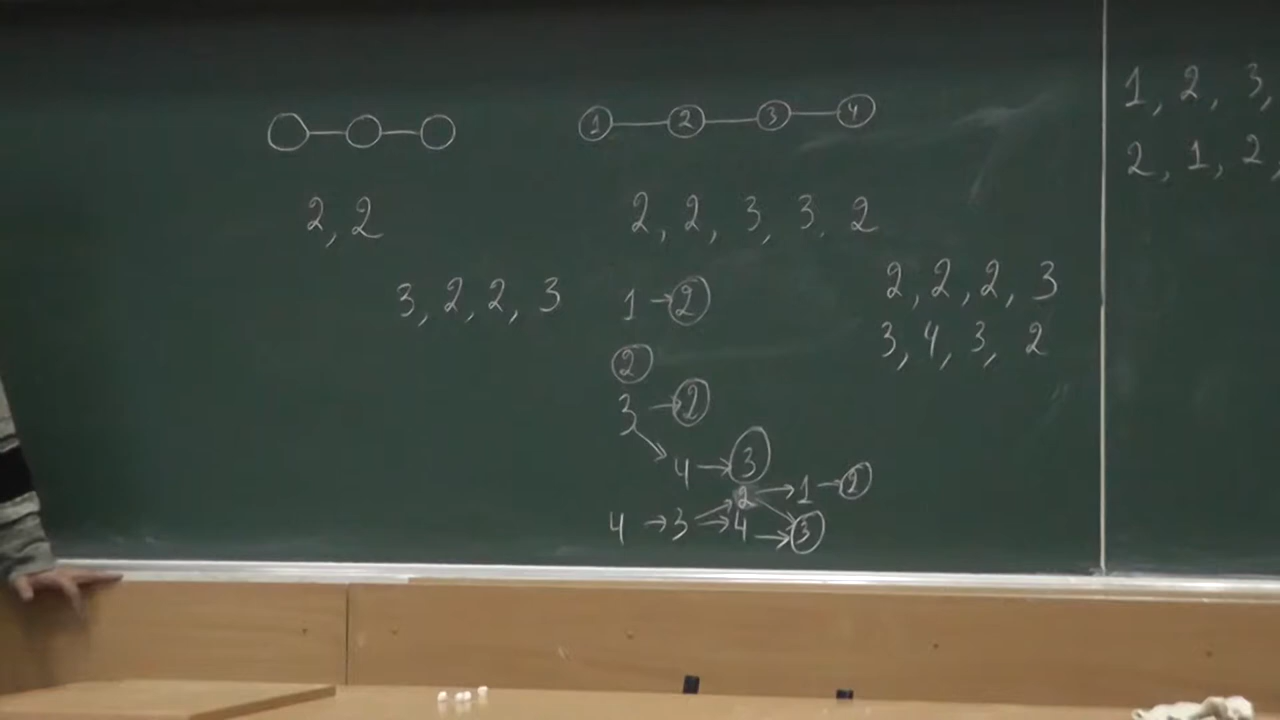 1 2 3 4
2, 2
2, 2, 3, 3, 2
3, 2, 2, 3
1 → 2
2
3 → 2
4 → 3
2 → 1 → 2
4 → 3 → 4 → 3
2, 2, 2, 3
3, 4, 3, 2
1, 2, 3,
2, 1, 2,